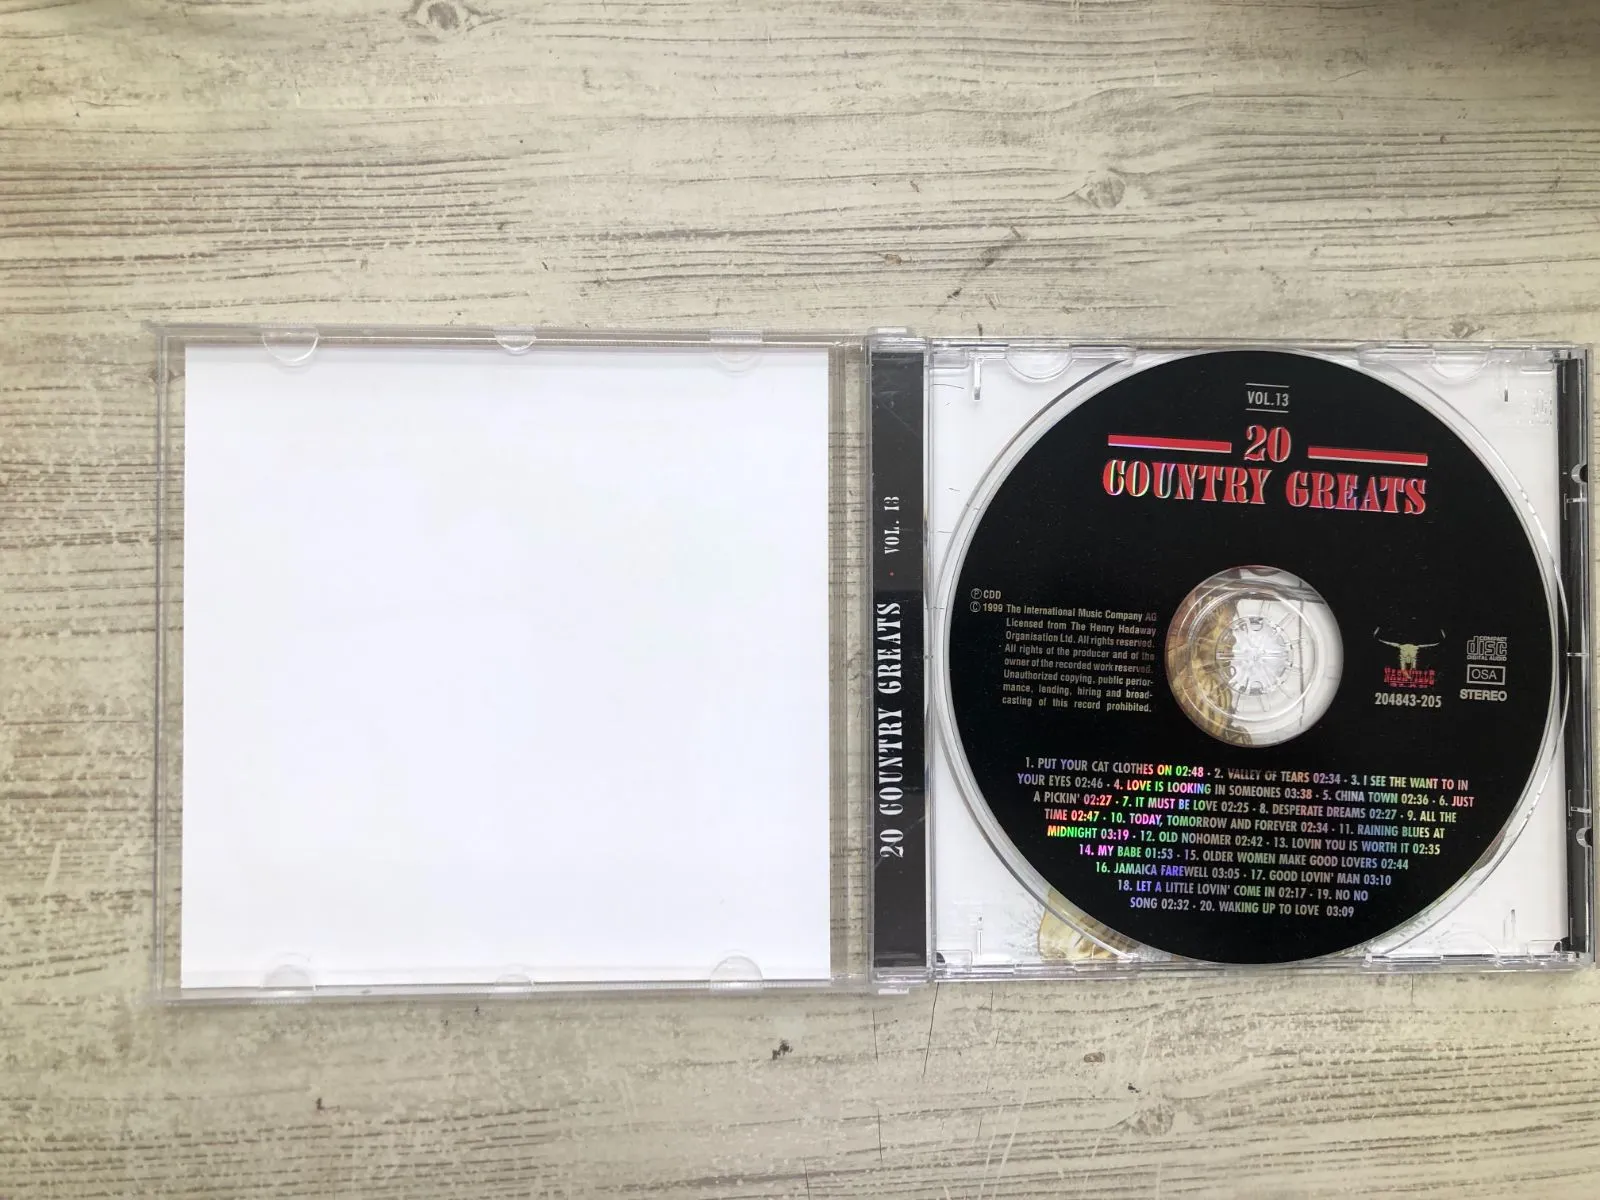 20 COUNTRY GREATS • VOL. 13
VOL.13
20
COUNTRY GREATS
Ⓟ CDD
© 1999 The International Music Company AG
Licensed from The Henry Hadaway
Organisation Ltd. All rights reserved.
All rights of the producer and of the
owner of the recorded work reserved.
Unauthorized copying, public perfor-
mance, lending, hiring and broad-
casting of this record prohibited.
NASHVILLE
204843-205
COMPACT
disc
DIGITAL AUDIO
OSA
STEREO
1. PUT YOUR CAT CLOTHES ON 02:48 · 2. VALLEY OF TEARS 02:34 · 3. I SEE THE WANT TO IN
YOUR EYES 02:46 · 4. LOVE IS LOOKING IN SOMEONES 03:38 · 5. CHINA TOWN 02:36 · 6. JUST
A PICKIN' 02:27 · 7. IT MUST BE LOVE 02:25 · 8. DESPERATE DREAMS 02:27 · 9. ALL THE
TIME 02:47 · 10. TODAY, TOMORROW AND FOREVER 02:34 · 11. RAINING BLUES AT
MIDNIGHT 03:19 · 12. OLD NOHOMER 02:42 · 13. LOVIN YOU IS WORTH IT 02:35
14. MY BABE 01:53 · 15. OLDER WOMEN MAKE GOOD LOVERS 02:44
16. JAMAICA FAREWELL 03:05 · 17. GOOD LOVIN' MAN 03:10
18. LET A LITTLE LOVIN' COME IN 02:17 · 19. NO NO
SONG 02:32 · 20. WAKING UP TO LOVE 03:09